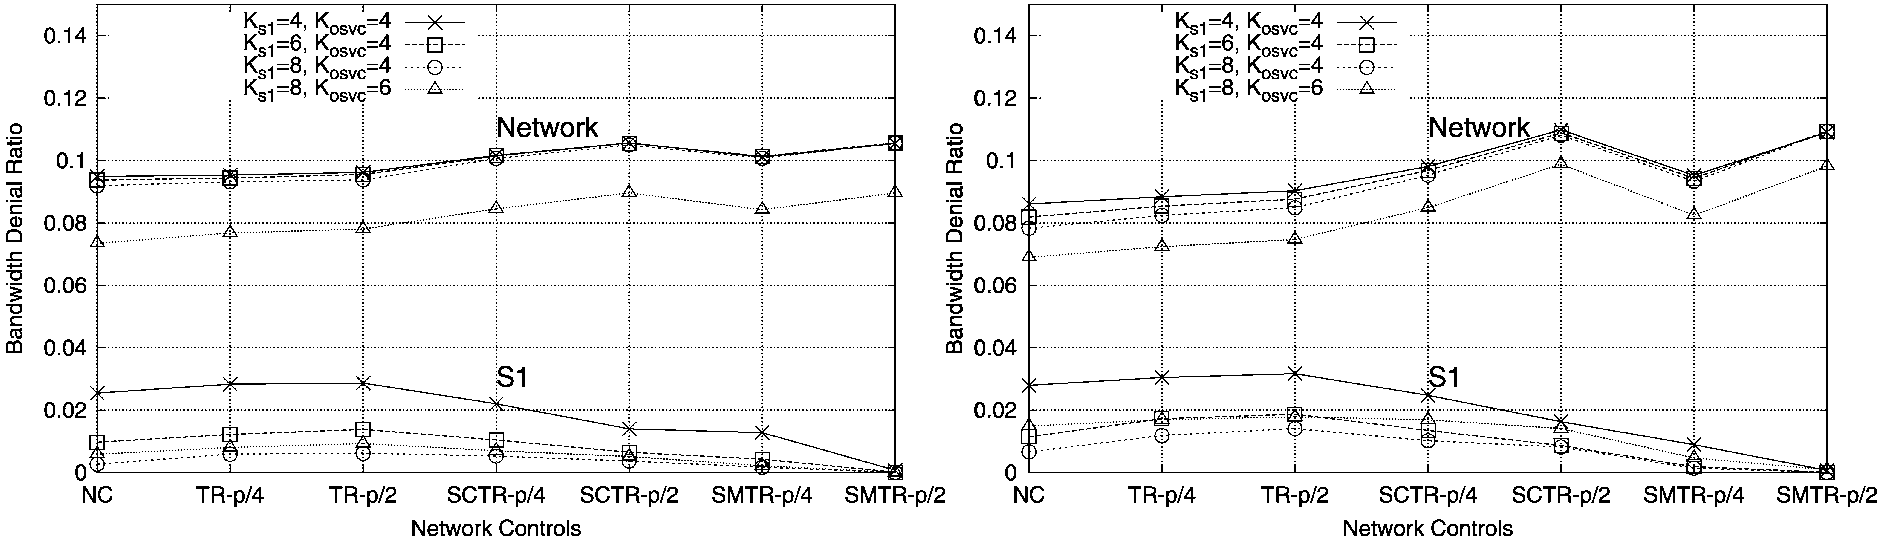 0.14
0.12
0.1
0.08
0.06
0.04
0.02
0
Bandwidth Denial Ratio
Ks1=4, Kosvc=4
Ks1=6, Kosvc=4
Ks1=8, Kosvc=4
Ks1=8, Kosvc=6
Network
S1
NC TR-p/4 TR-p/2 SCTR-p/4 SCTR-p/2 SMTR-p/4 SMTR-p/2
Network Controls
0.14
0.12
0.1
0.08
0.06
0.04
0.02
0
Bandwidth Denial Ratio
Ks1=4, Kosvc=4
Ks1=6, Kosvc=4
Ks1=8, Kosvc=4
Ks1=8, Kosvc=6
Network
S1
NC TR-p/4 TR-p/2 SCTR-p/4 SCTR-p/2 SMTR-p/4 SMTR-p/2
Network Controls